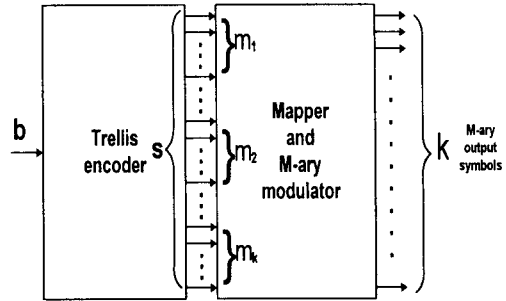 b
Trellis
encoder
s
m1
m2
mk
Mapper
and
M-ary
modulator
k
M-ary
output
symbols